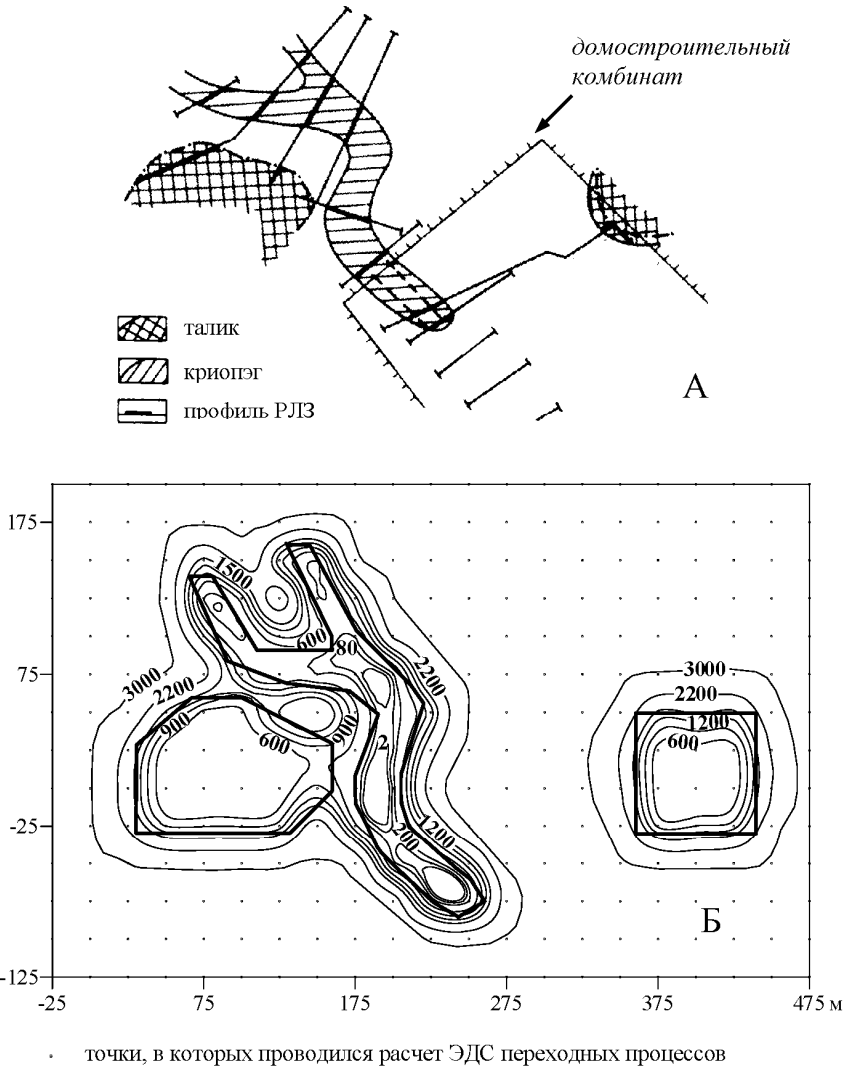 домостроительный
комбинат
талик
криопэг
профиль РЛЗ
А
175
75
-25
-125
1500
600
80
2200
3000
2200
900
600
900
2
200
1200
3000
2200
1200
600
Б
-25
75
175
275
375
475 м
точки, в которых проводился расчет ЭДС переходных процессов